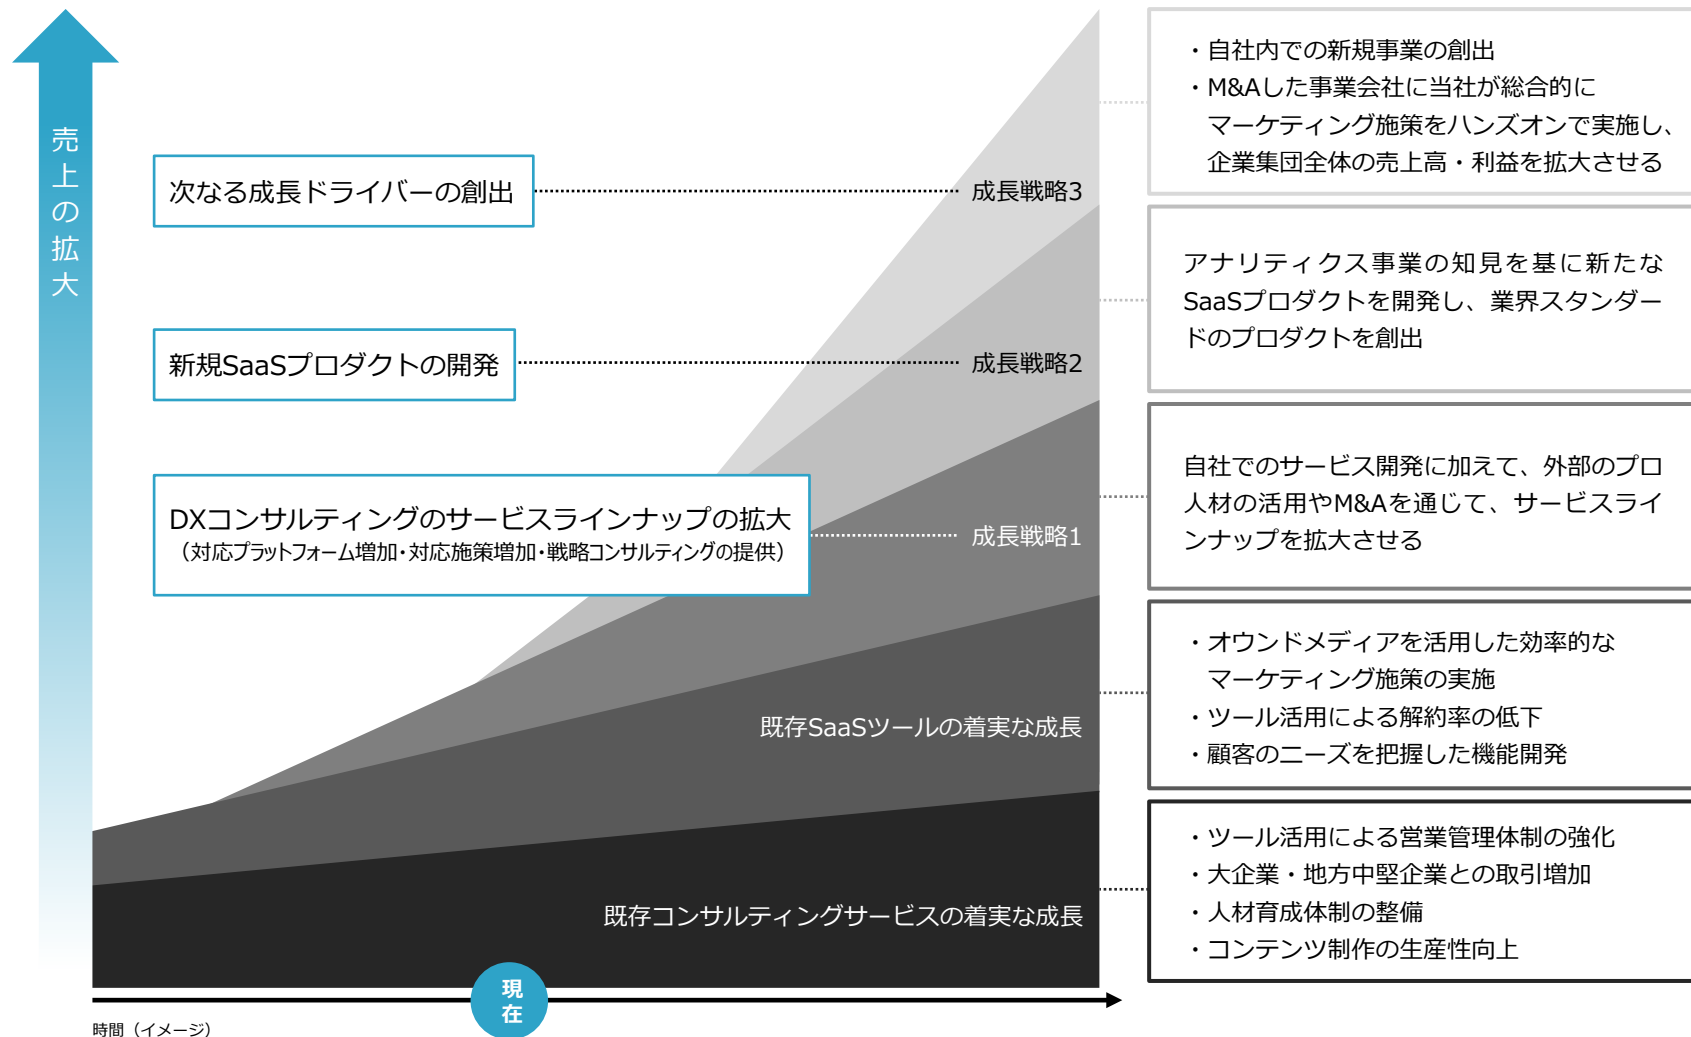 売上の拡大
次なる成長ドライバーの創出
成長戦略3
・自社内での新規事業の創出
・M&Aした事業会社に当社が総合的に
マーケティング施策をハンズオンで実施し、
企業集団全体の売上高・利益を拡大させる
新規SaaSプロダクトの開発
成長戦略2
アナリティクス事業の知見を基に新たな
SaaSプロダクトを開発し、業界スタンダー
ドのプロダクトを創出
DXコンサルティングのサービスラインナップの拡大
（対応プラットフォーム増加・対応施策増加・戦略コンサルティングの提供）
成長戦略1
自社でのサービス開発に加えて、外部のプロ
人材の活用やM&Aを通じて、サービスライ
ンナップを拡大させる
既存SaaSツールの着実な成長
・オウンドメディアを活用した効率的な
マーケティング施策の実施
・ツール活用による解約率の低下
・顧客のニーズを把握した機能開発
既存コンサルティングサービスの着実な成長
・ツール活用による営業管理体制の強化
・大企業・地方中堅企業との取引増加
・人材育成体制の整備
・コンテンツ制作の生産性向上
現
在
時間（イメージ）